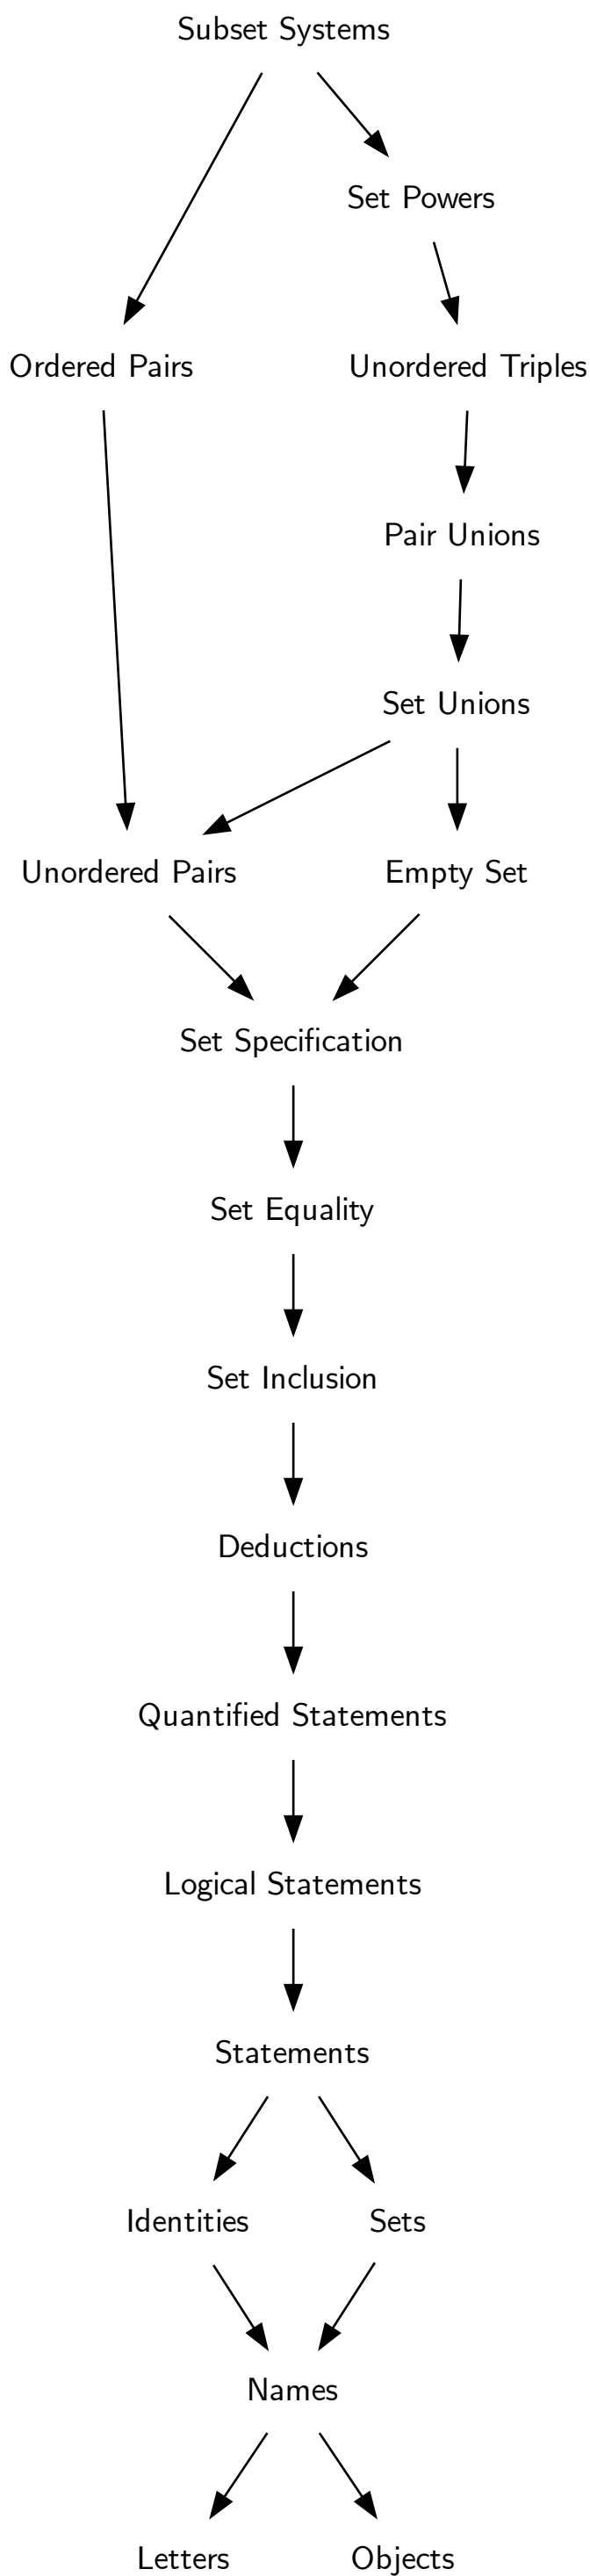 Subset Systems
Set Powers
Ordered Pairs
Unordered Triples
Pair Unions
Set Unions
Unordered Pairs
Empty Set
Set Specification
Set Equality
Set Inclusion
Deductions
Quantified Statements
Logical Statements
Statements
Identities
Sets
Names
Letters
Objects